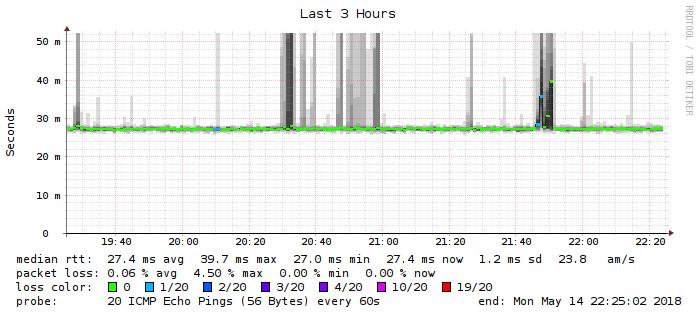 Last 3 Hours
RRDTOOL / TOBI OETIKER
Seconds
50 m
40 m
30 m
20 m
10 m
0
19:40 20:00 20:20 20:40 21:00 21:20 21:40 22:00 22:20
median rtt: 27.4 ms avg 39.7 ms max 27.0 ms min 27.4 ms now 1.2 ms sd 23.8 am/s
packet loss: 0.06 % avg 4.50 % max 0.00 % min 0.00 % now
loss color: 0 1/20 2/20 3/20 4/20 10/20 19/20
probe: 20 ICMP Echo Pings (56 Bytes) every 60s end: Mon May 14 22:25:02 2018